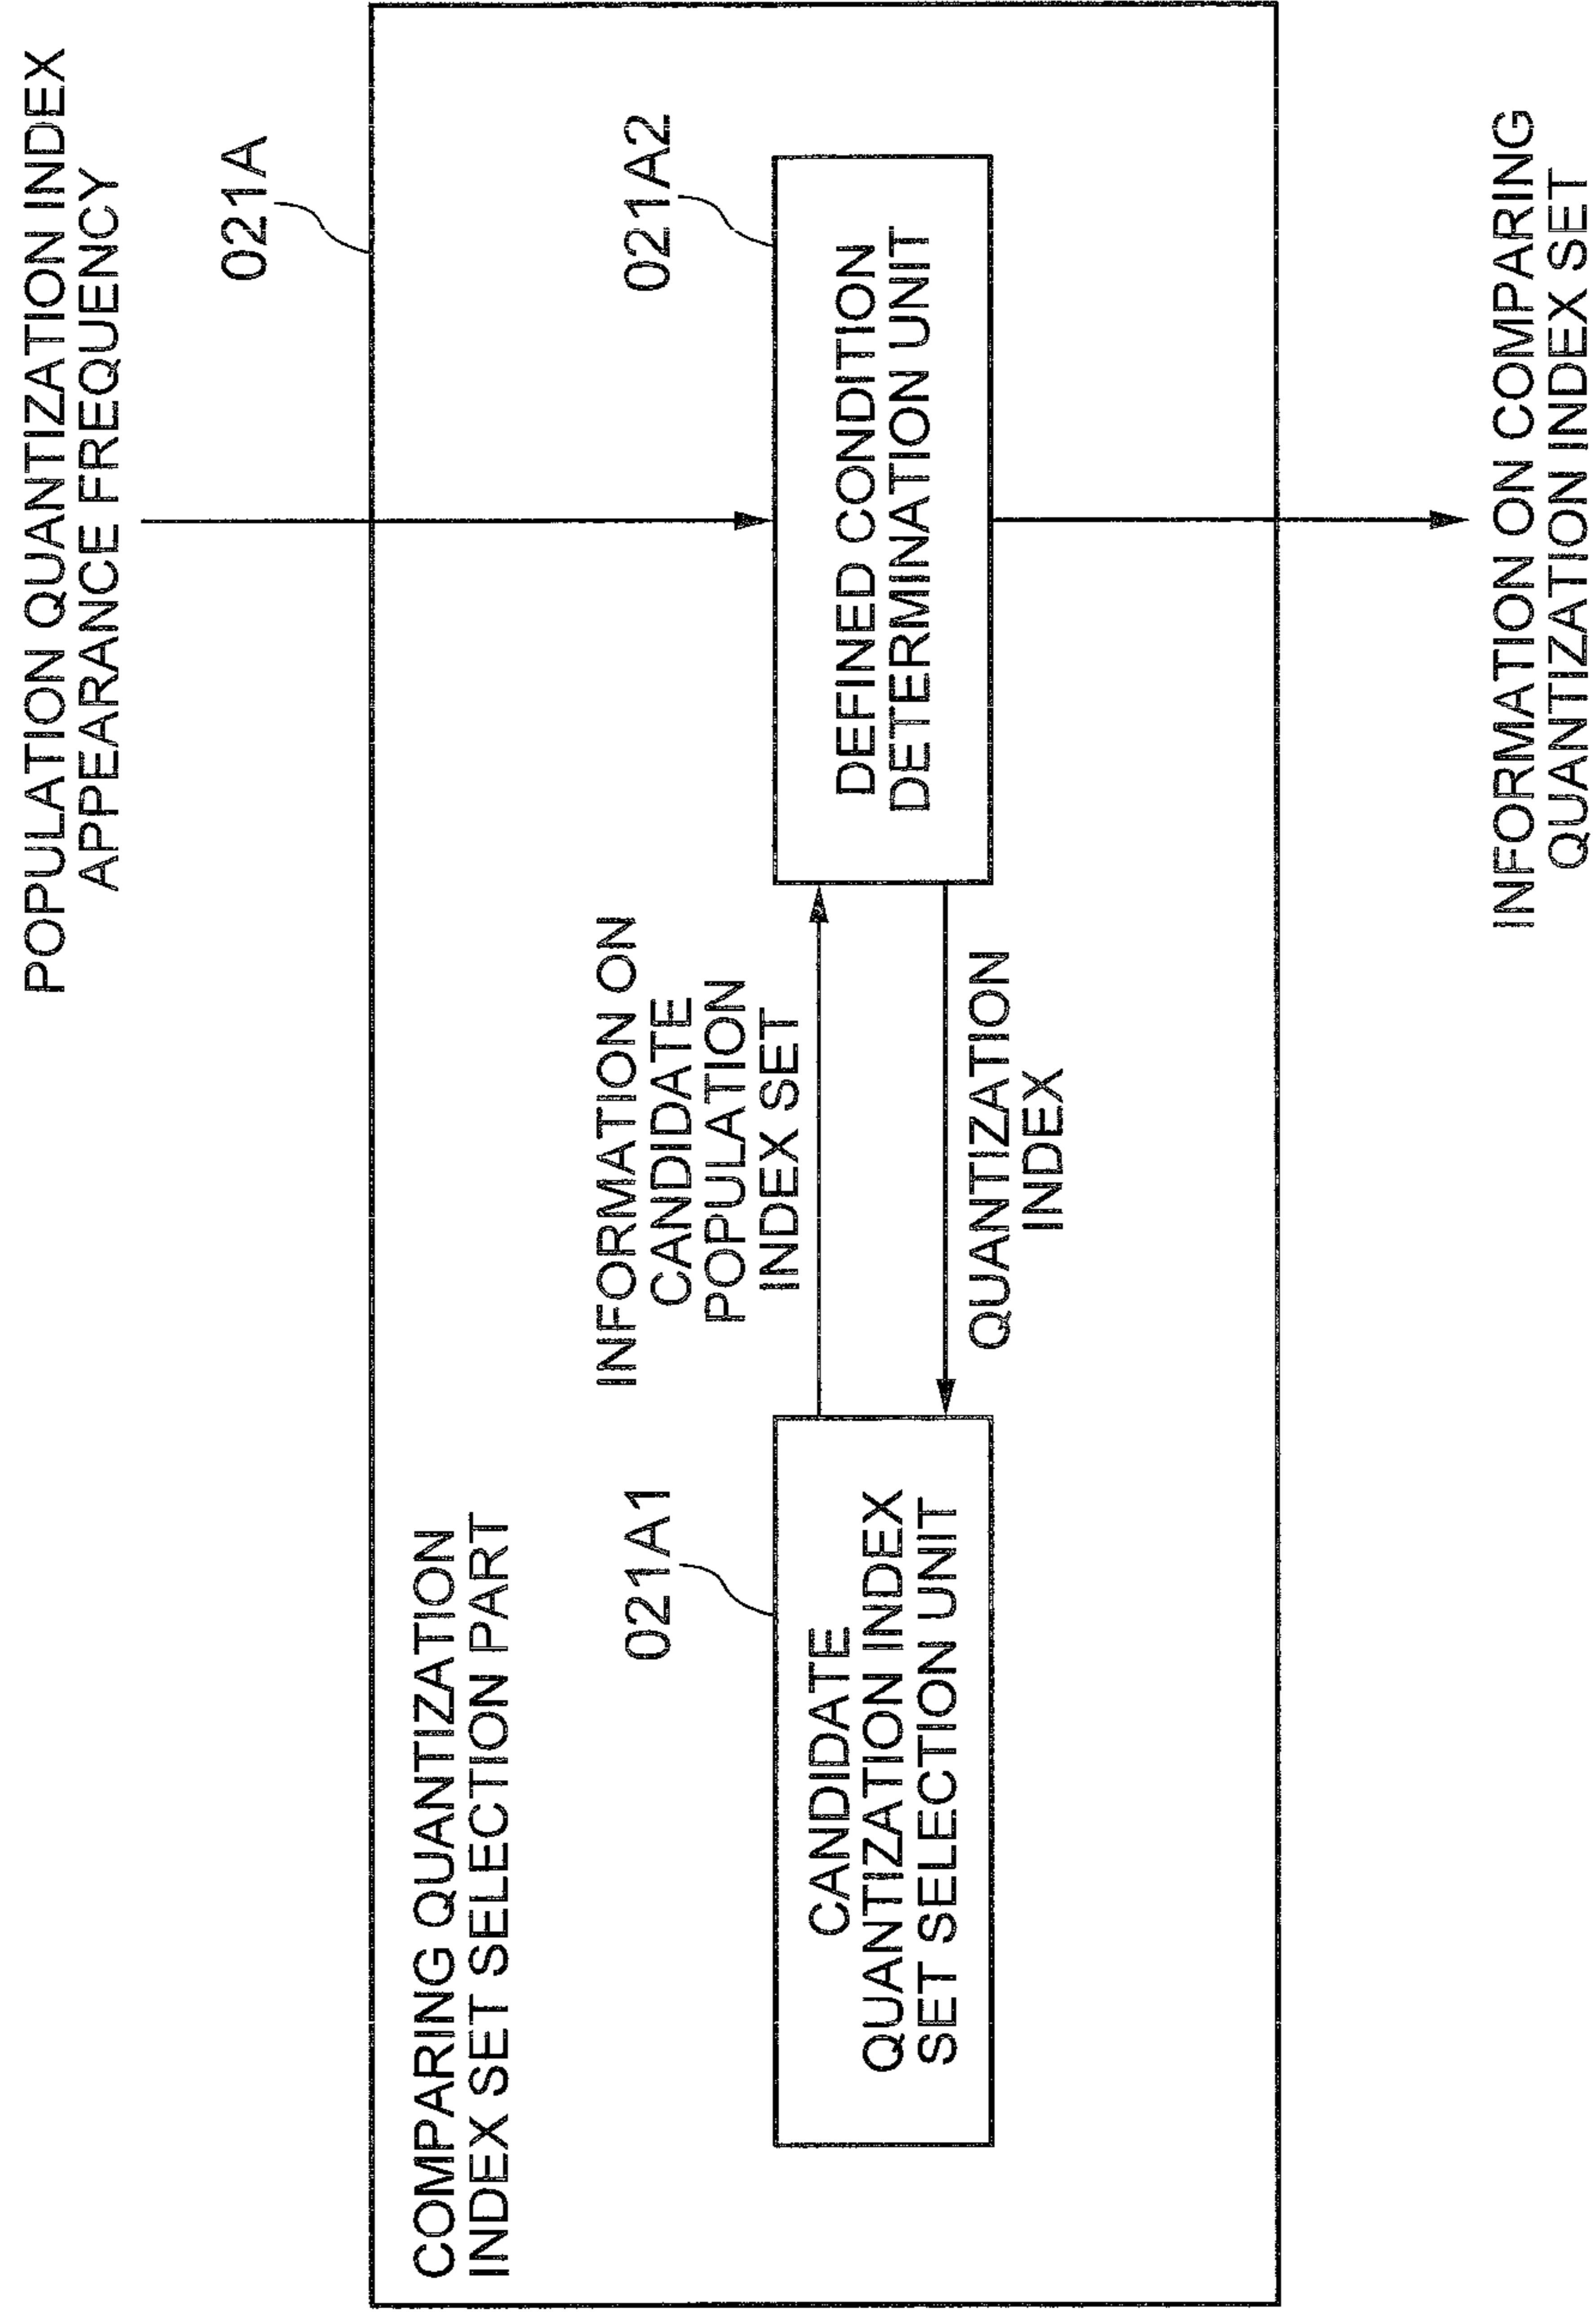 POPULATION QUANTIZATION INDEX
APPEARANCE FREQUENCY
021A
COMPARING QUANTIZATION
INDEX SET SELECTION PART
021A1
CANDIDATE
QUANTIZATION INDEX
SET SELECTION UNIT
INFORMATION ON
CANDIDATE
POPULATION
INDEX SET
QUANTIZATION
INDEX
021A2
DEFINED CONDITION
DETERMINATION UNIT
INFORMATION ON COMPARING
QUANTIZATION INDEX SET